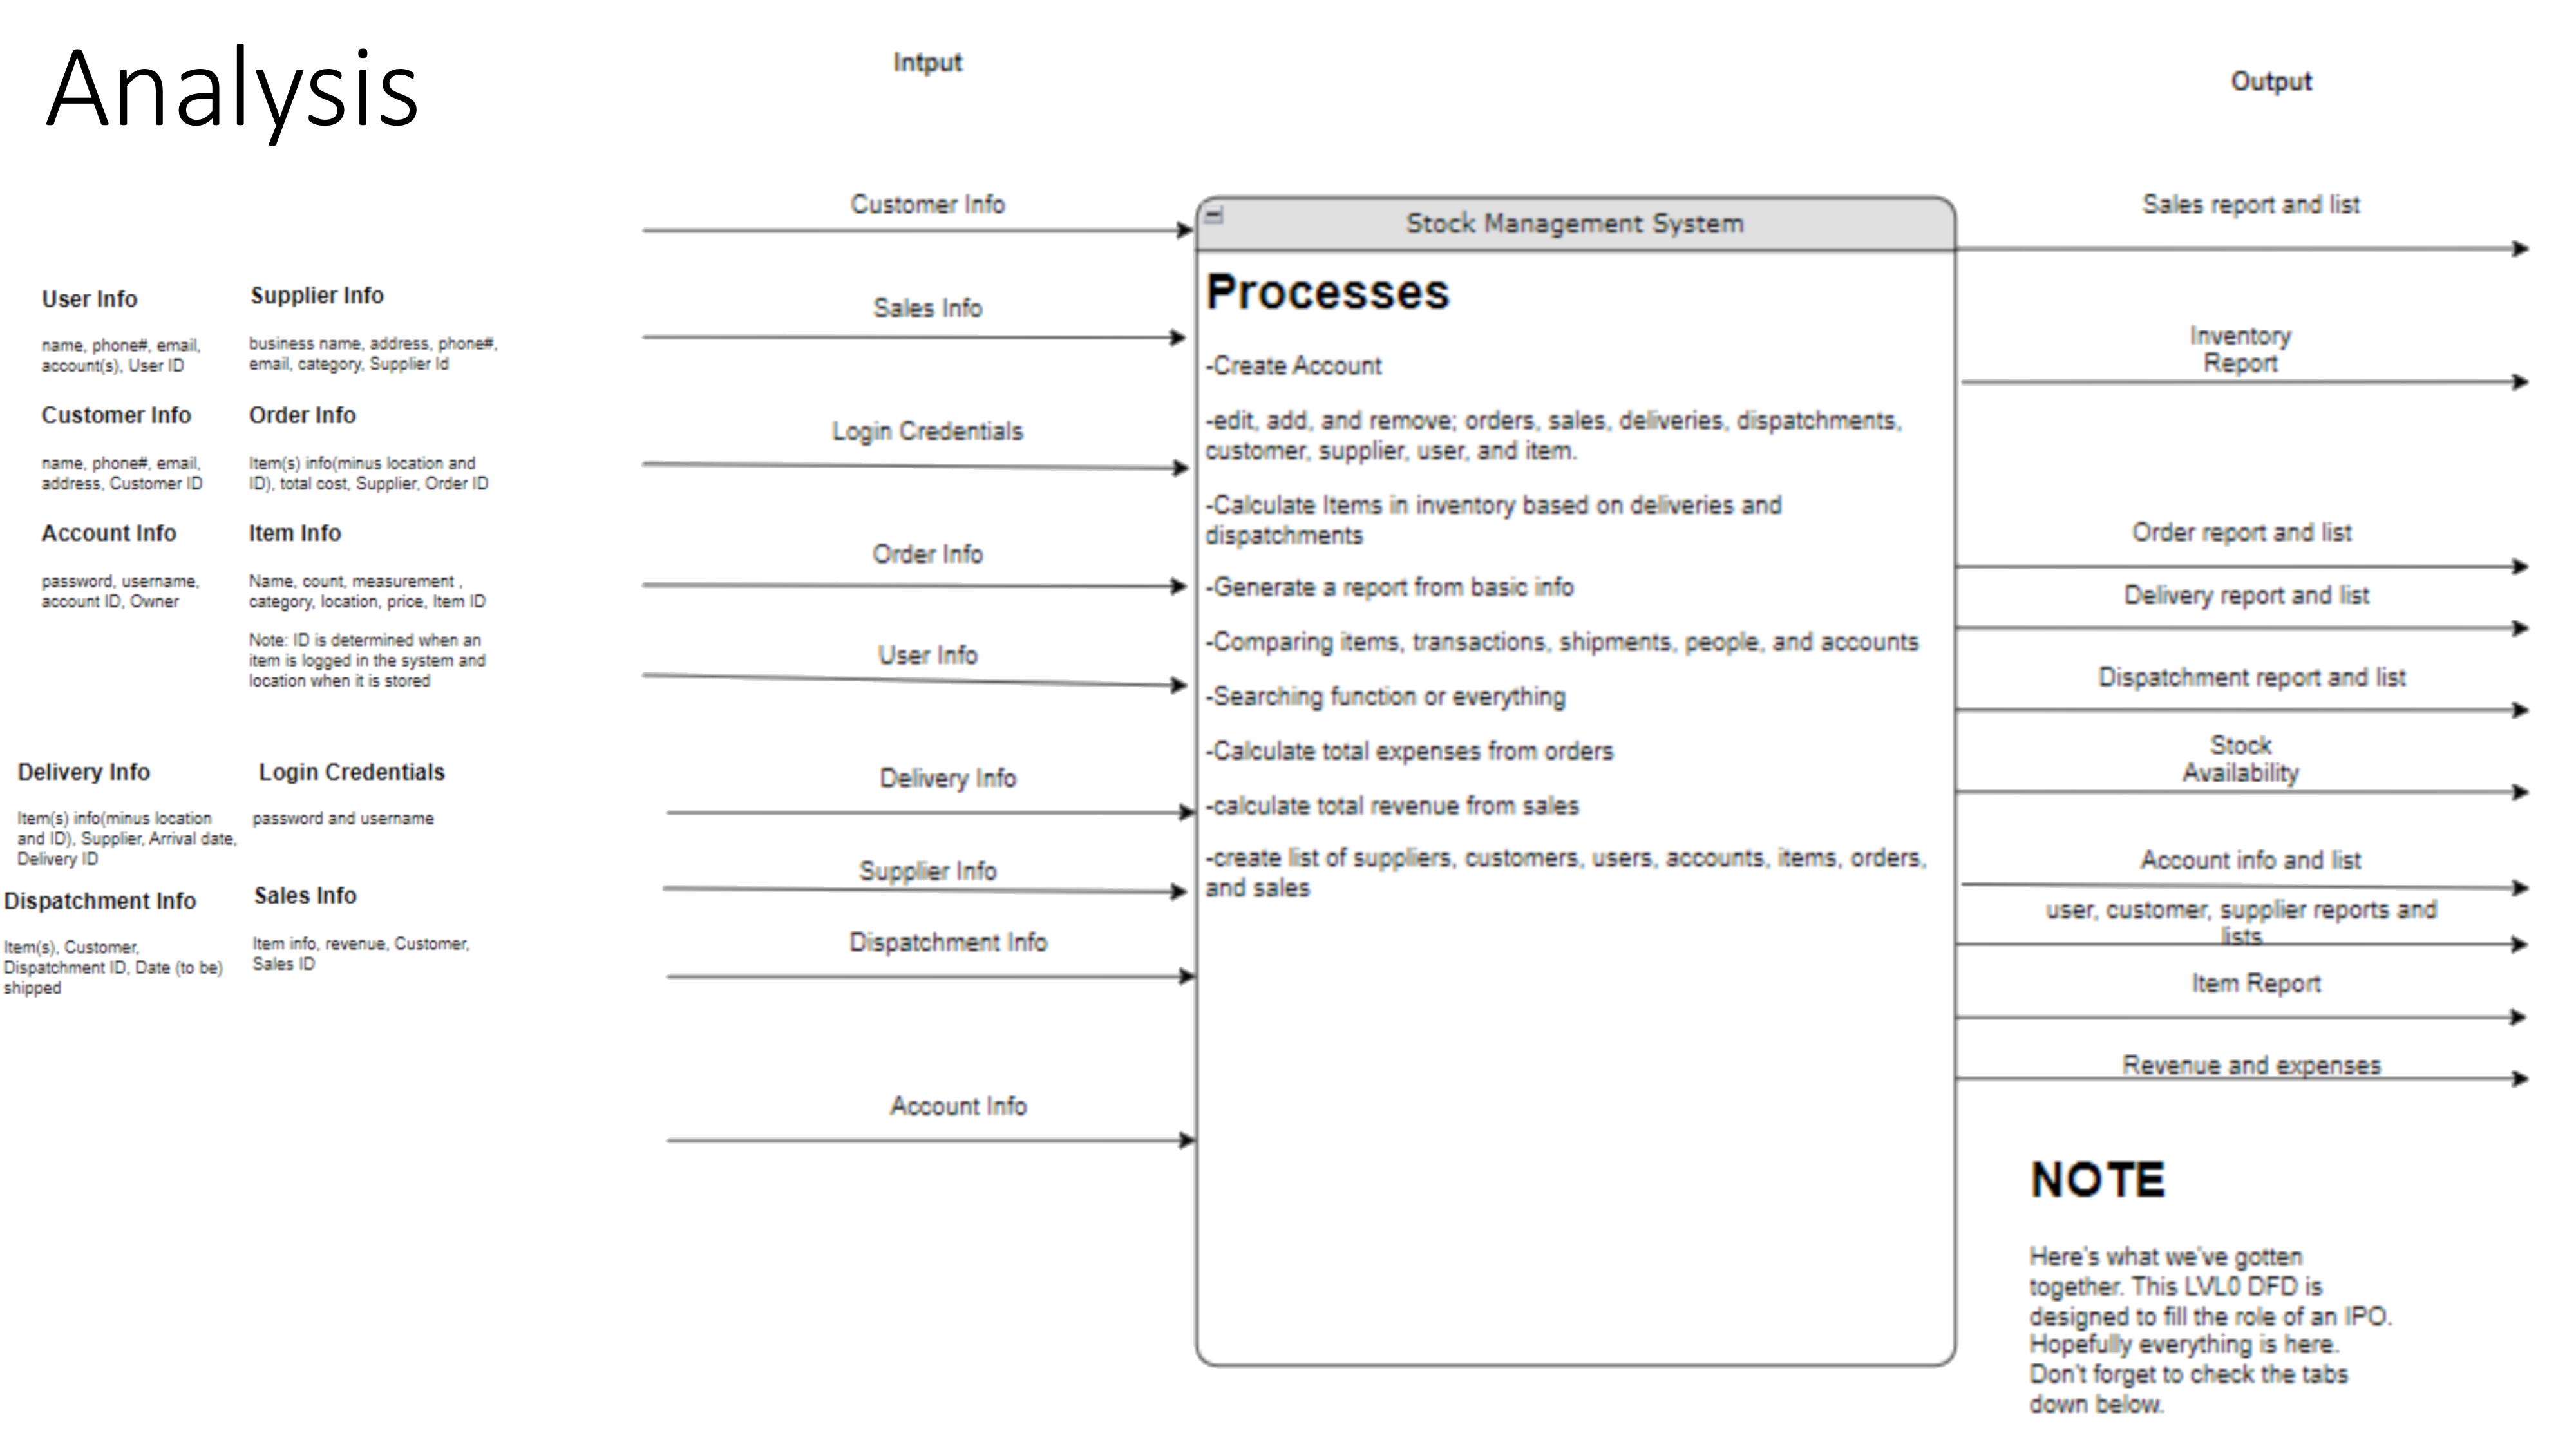 Analysis
Intput
Output
User Info
name, phone#, email,
account(s), User ID
Supplier Info
business name, address, phone#,
email, category, Supplier Id
Customer Info
name, phone#, email,
address, Customer ID
Order Info
Item(s) info(minus location and
ID), total cost, Supplier, Order ID
Account Info
password, username,
account ID, Owner
Item Info
Name, count, measurement ,
category, location, price, Item ID
Note: ID is determined when an
item is logged in the system and
location when it is stored
Delivery Info
Item(s) info(minus location
and ID), Supplier, Arrival date,
Delivery ID
Login Credentials
password and username
Dispatchment Info
Item(s), Customer,
Dispatchment ID, Date (to be)
shipped
Sales Info
Item info, revenue, Customer,
Sales ID
Customer Info
Sales Info
Login Credentials
Order Info
User Info
Delivery Info
Supplier Info
Dispatchment Info
Account Info
Stock Management System
Processes
-Create Account
-edit, add, and remove; orders, sales, deliveries, dispatchments,
customer, supplier, user, and item.
-Calculate Items in inventory based on deliveries and
dispatchments
-Generate a report from basic info
-Comparing items, transactions, shipments, people, and accounts
-Searching function or everything
-Calculate total expenses from orders
-calculate total revenue from sales
-create list of suppliers, customers, users, accounts, items, orders,
and sales
Sales report and list
Inventory
Report
Order report and list
Delivery report and list
Dispatchment report and list
Stock
Availability
Account info and list
user, customer, supplier reports and
lists
Item Report
Revenue and expenses
NOTE
Here's what we've gotten
together. This LVL0 DFD is
designed to fill the role of an IPO.
Hopefully everything is here.
Don't forget to check the tabs
down below.